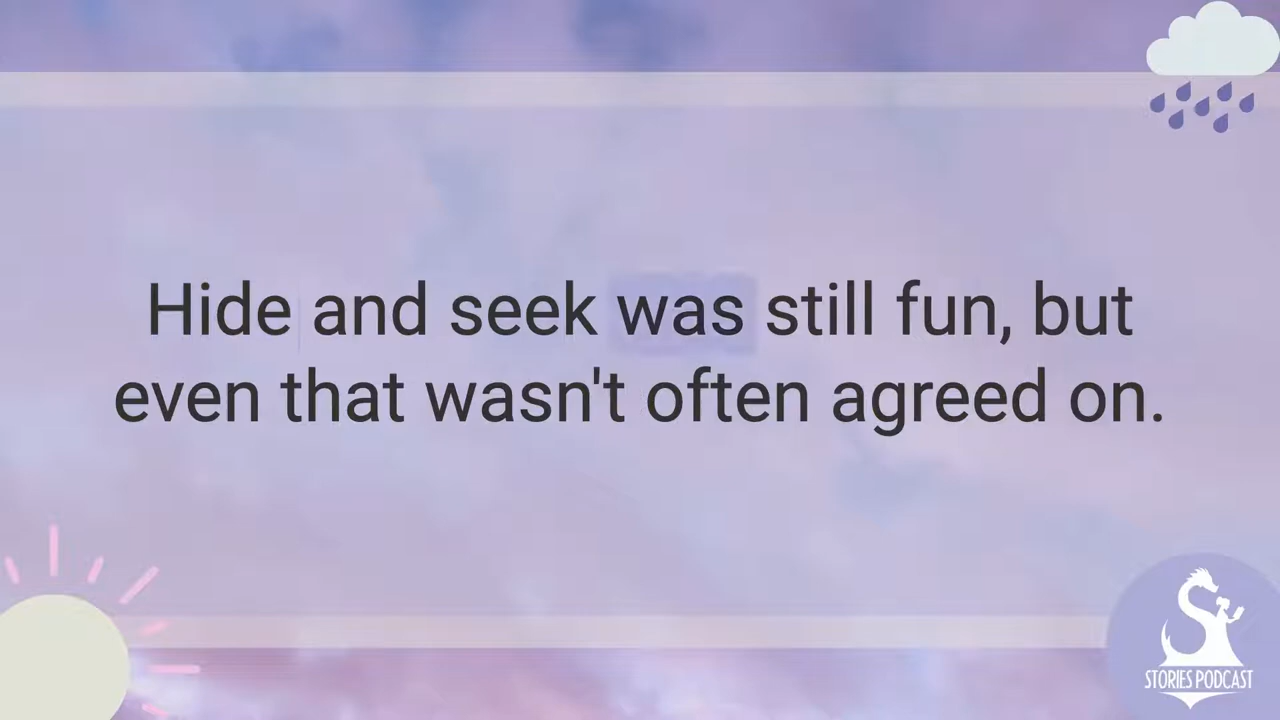 Hide and seek was still fun, but
even that wasn't often agreed on.
STORIES PODCAST